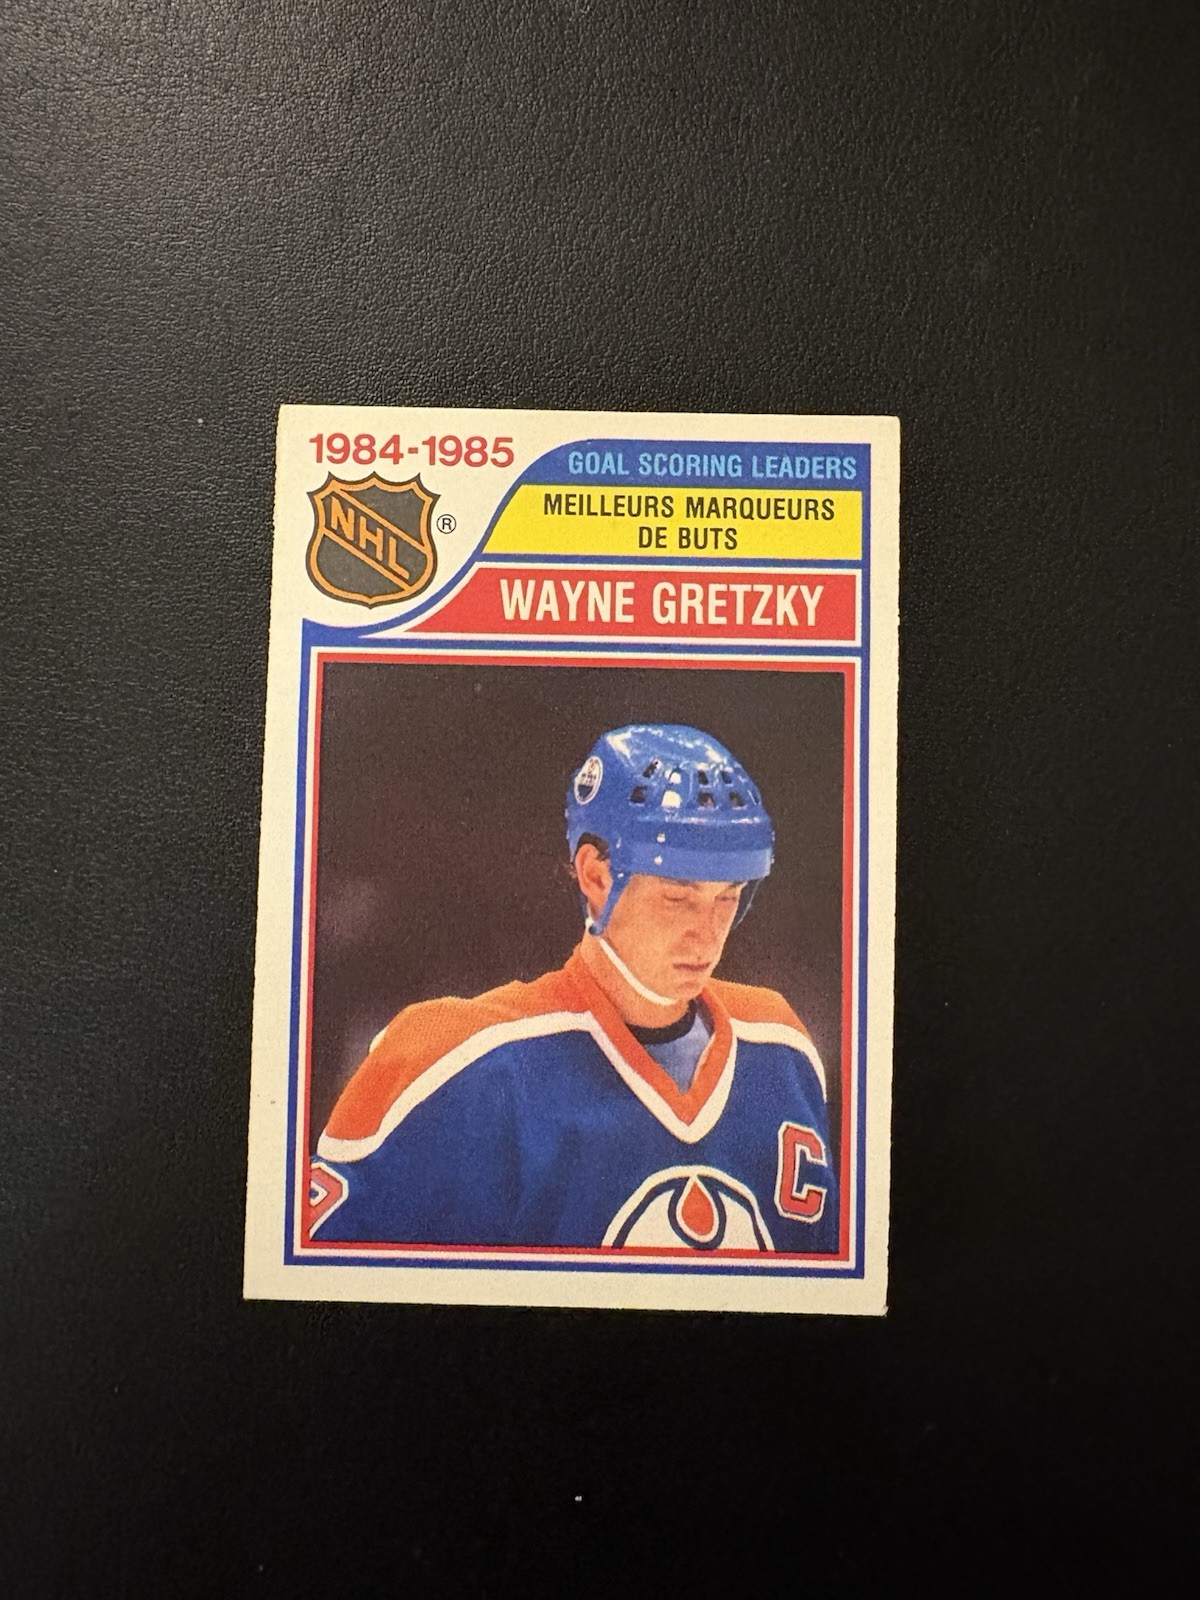 1984-1985
NHL
®
GOAL SCORING LEADERS
MEILLEURS MARQUEURS
DE BUTS
WAYNE GRETZKY
C